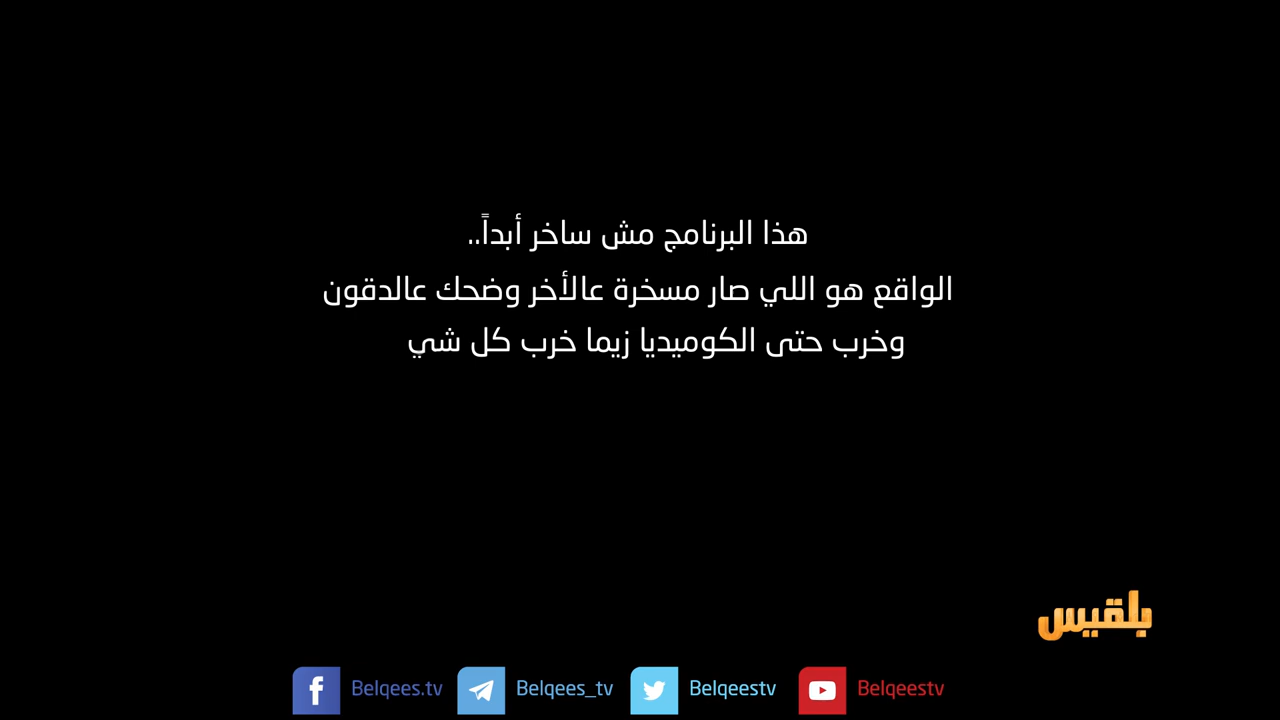 هذا البرنامج مش ساخر أبداً..
الواقع هو اللي صار مسخرة عالأخر وضحك عالدقون
وخرب حتى الكوميديا زيما خرب كل شي
بلقيس
Belqees.tv Belqees_tv Belqeestv Belqeestv